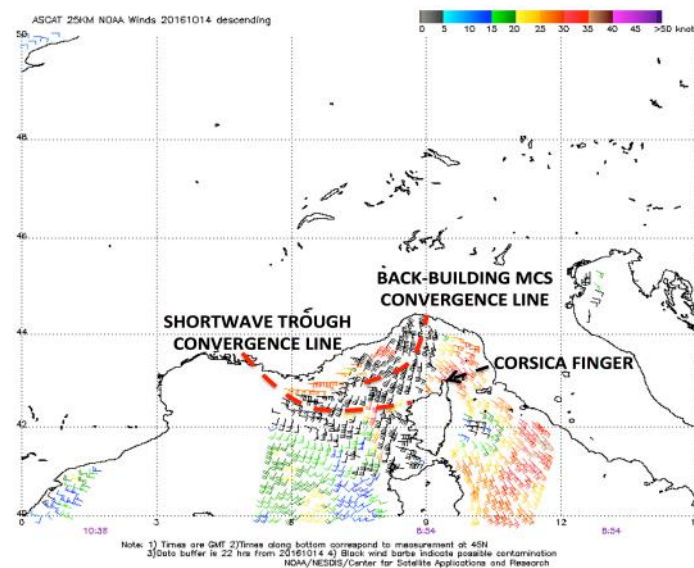 ASCAT 25KM NOAA Winds 20161014 descending
0 5 10 15 20 25 30 35 40 45 >50 knots
50
48
46
BACK-BUILDING MCS
CONVERGENCE LINE
SHORTWAVE TROUGH
CONVERGENCE LINE
44
CORSICA FINGER
42
0 3 9 12
10:38 8:54 8:54
Note: 1) Times are GMT 2)Times along bottom correspond to measurement at 45N
3)Data buffer is 22 hrs from 20161014 4) Black wind barbs indicate possible contamination
NOAA/NESDIS/Center for Satellite Applications and Research